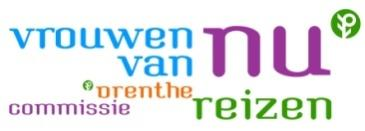 vrouwen
van nu
Drenthe
commissie reizen